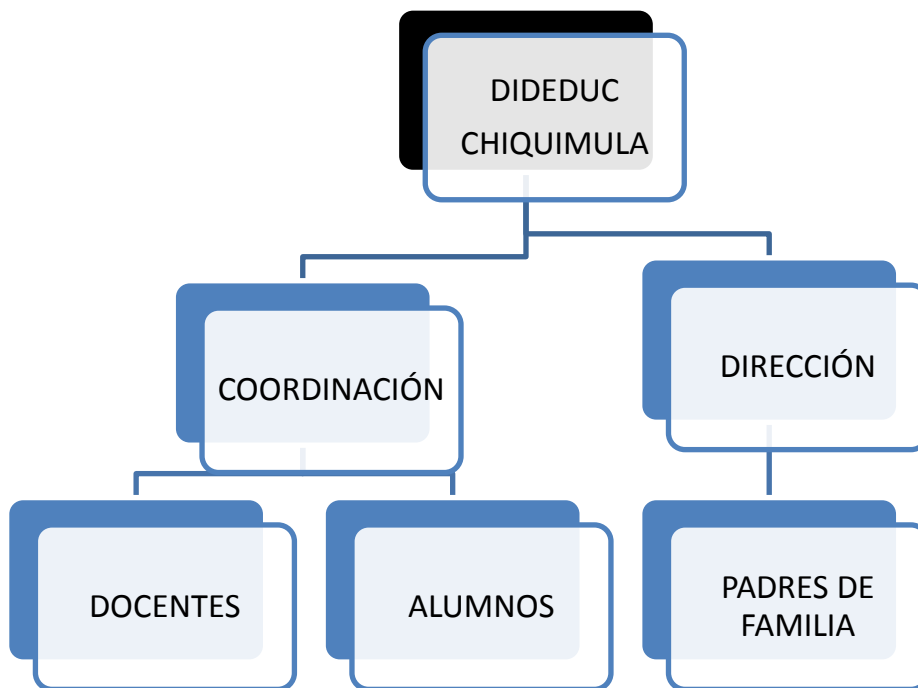 DIDEDUC
CHIQUIMULA
COORDINACIÓN
DIRECCIÓN
DOCENTES
ALUMNOS
PADRES DE
FAMILIA